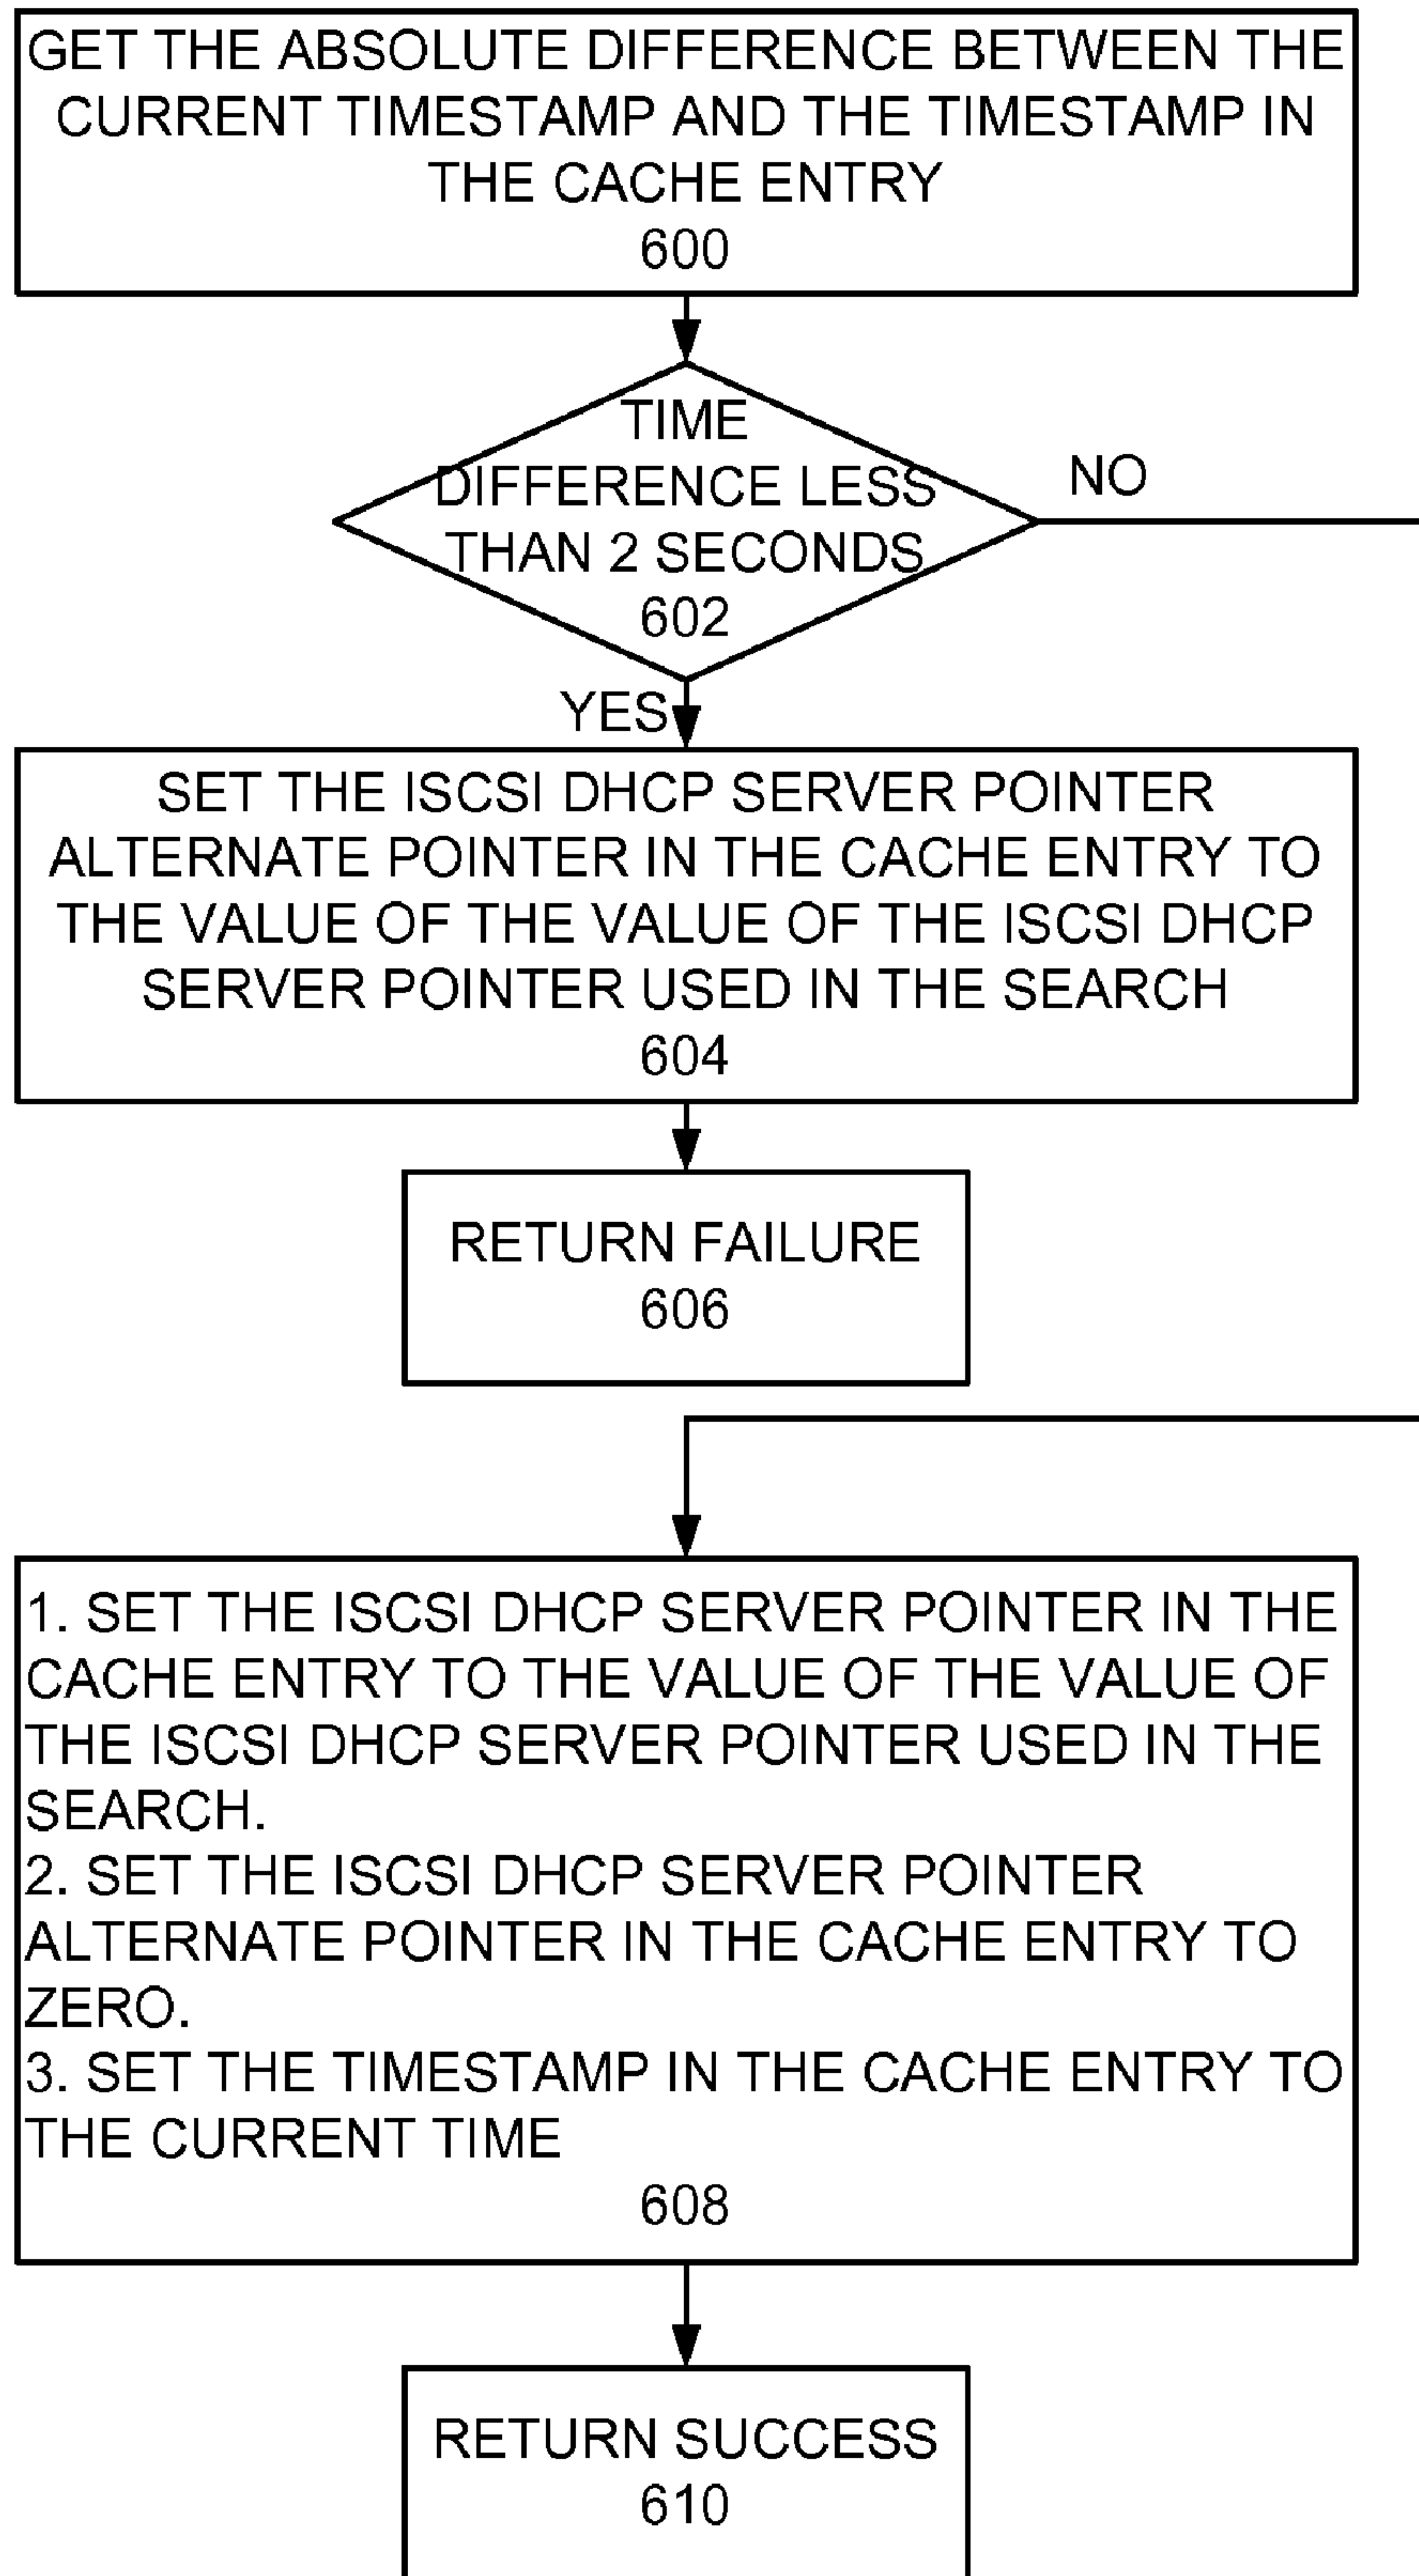 GET THE ABSOLUTE DIFFERENCE BETWEEN THE
CURRENT TIMESTAMP AND THE TIMESTAMP IN
THE CACHE ENTRY
600
TIME
DIFFERENCE LESS
THAN 2 SECONDS
602
NO
YES
SET THE ISCSI DHCP SERVER POINTER
ALTERNATE POINTER IN THE CACHE ENTRY TO
THE VALUE OF THE VALUE OF THE ISCSI DHCP
SERVER POINTER USED IN THE SEARCH
604
RETURN FAILURE
606
1. SET THE ISCSI DHCP SERVER POINTER IN THE
CACHE ENTRY TO THE VALUE OF THE VALUE OF
THE ISCSI DHCP SERVER POINTER USED IN THE
SEARCH.
2. SET THE ISCSI DHCP SERVER POINTER
ALTERNATE POINTER IN THE CACHE ENTRY TO
ZERO.
3. SET THE TIMESTAMP IN THE CACHE ENTRY TO
THE CURRENT TIME
608
RETURN SUCCESS
610